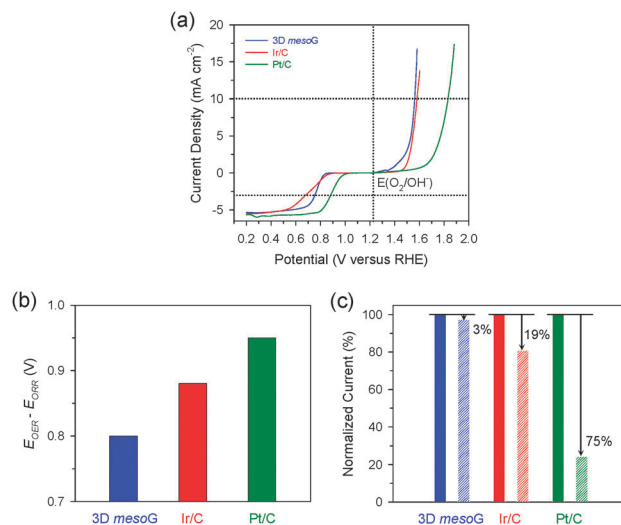 (a)
25
20
15
10
5
0
-5
Current Density (mA cm⁻²)
3D mesoG
Ir/C
Pt/C
E(O₂/OH⁻)
0.2 0.4 0.6 0.8 1.0 1.2 1.4 1.6 1.8 2.0
Potential (V versus RHE)
(b)
1.0
0.9
0.8
0.7
E_OER - E_ORR (V)
3D mesoG Ir/C Pt/C
(c)
100
80
60
40
20
0
Normalized Current (%)
3%
19%
75%
3D mesoG Ir/C Pt/C